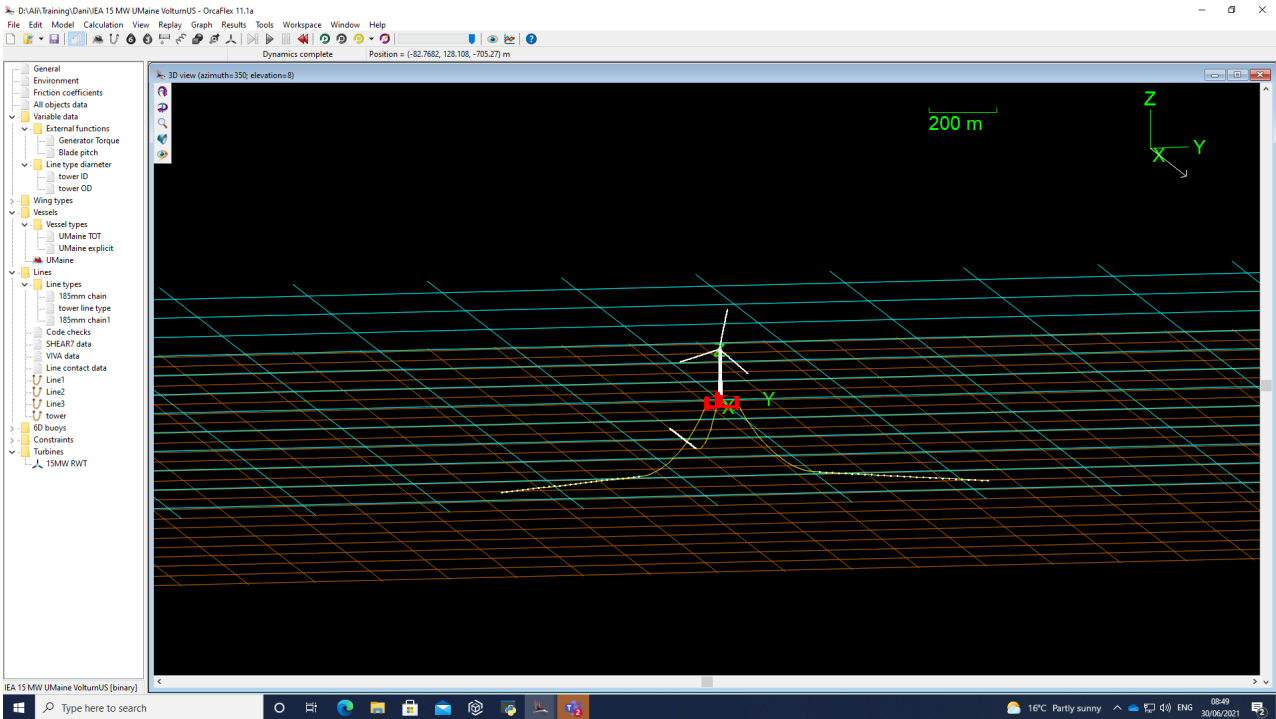 D:\Ali\Training\Dani\IEA 15 MW UMaine VolturnUS - OrcaFlex 11.1a
File Edit Model Calculation View Replay Graph Results Tools Workspace Window Help
Dynamics complete
Position = (-82.7682, 128.108, -705.27) m
General
Environment
Friction coefficients
All objects data
Variable data
External functions
Generator Torque
Blade pitch
Line type diameter
tower ID
tower OD
Wing types
Vessels
Vessel types
UMaine TOT
UMaine explicit
UMaine
Lines
Line types
185mm chain
tower line type
185mm chain1
Code checks
SHEAR7 data
VIVA data
Line contact data
Line1
Line2
Line3
tower
6D buoys
Constraints
Turbines
15MW RWT
IEA 15 MW UMaine VolturnUS [binary]
3D view (azimuth=350; elevation=8)
200 m
Z
X
Y
Z
Y
X
Type here to search
16°C Partly sunny
ENG
08:49
30/06/2021
2